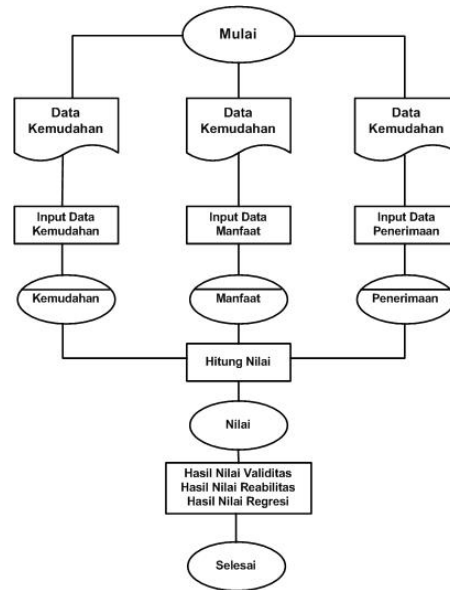 Mulai
Data
Kemudahan
Data
Kemudahan
Data
Kemudahan
Input Data
Kemudahan
Input Data
Manfaat
Input Data
Penerimaan
Kemudahan
Manfaat
Penerimaan
Hitung Nilai
Nilai
Hasil Nilai Validitas
Hasil Nilai Reabilitas
Hasil Nilai Regresi
Selesai